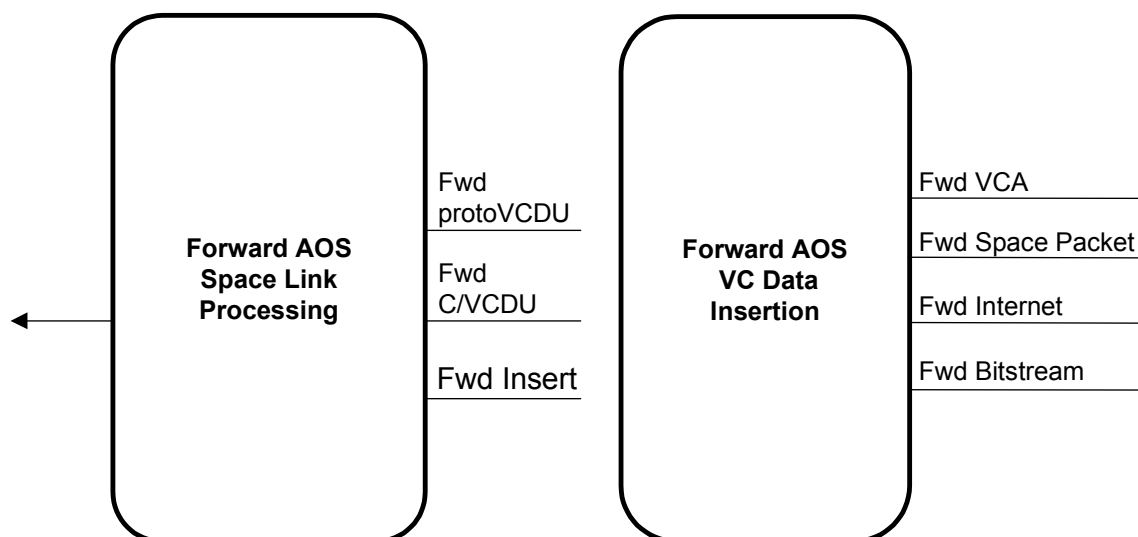 Forward AOS
Space Link
Processing
Fwd
protoVCDU
Fwd
C/VCDU
Fwd Insert
Forward AOS
VC Data
Insertion
Fwd VCA
Fwd Space Packet
Fwd Internet
Fwd Bitstream